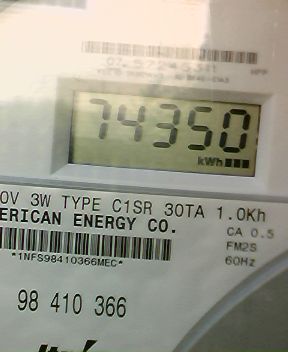 74350
kWh
0V 3W TYPE C1SR 30TA 1.0Kh
ERICAN ENERGY CO.
CA 0.5
FM2S
*1NFS98410366MEC*
60Hz
98 410 366